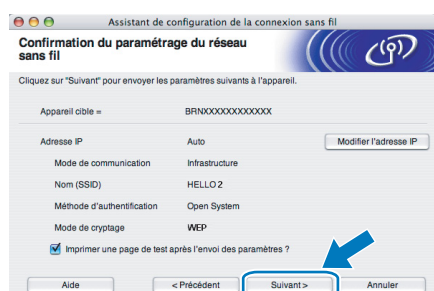 Assistant de configuration de la connexion sans fil
Confirmation du paramétrage du réseau
sans fil
Cliquez sur "Suivant" pour envoyer les paramètres suivants à l'appareil.
Appareil cible = BRNXXXXXXXXXXXX
Adresse IP Auto Modifier l'adresse IP
Mode de communication Infrastructure
Nom (SSID) HELLO 2
Méthode d'authentification Open System
Mode de cryptage WEP
Imprimer une page de test après l'envoi des paramètres ?
Aide < Précédent Suivant > Annuler